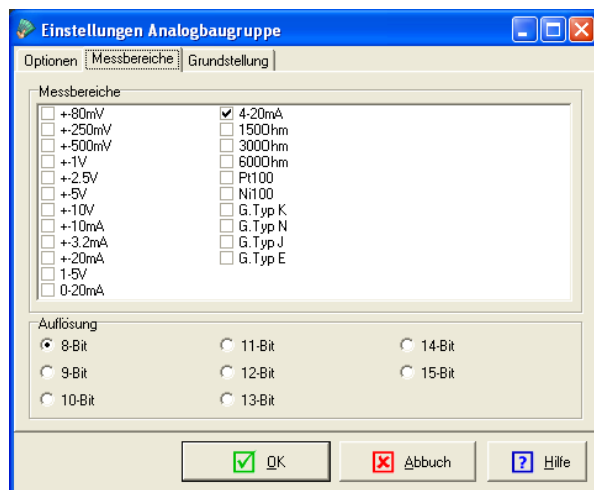 Einstellungen Analogbaugruppe
Optionen Messbereiche Grundstellung
Messbereiche
+-80mV
+-250mV
+-500mV
+-1V
+-2.5V
+-5V
+-10V
+-10mA
+-3.2mA
+-20mA
1-5V
0-20mA
4-20mA
150Ohm
300Ohm
600Ohm
Pt100
Ni100
G.Typ K
G.Typ N
G.Typ J
G.Typ E
Auflösung
8-Bit
9-Bit
10-Bit
11-Bit
12-Bit
13-Bit
14-Bit
15-Bit
OK Abbuch Hilfe